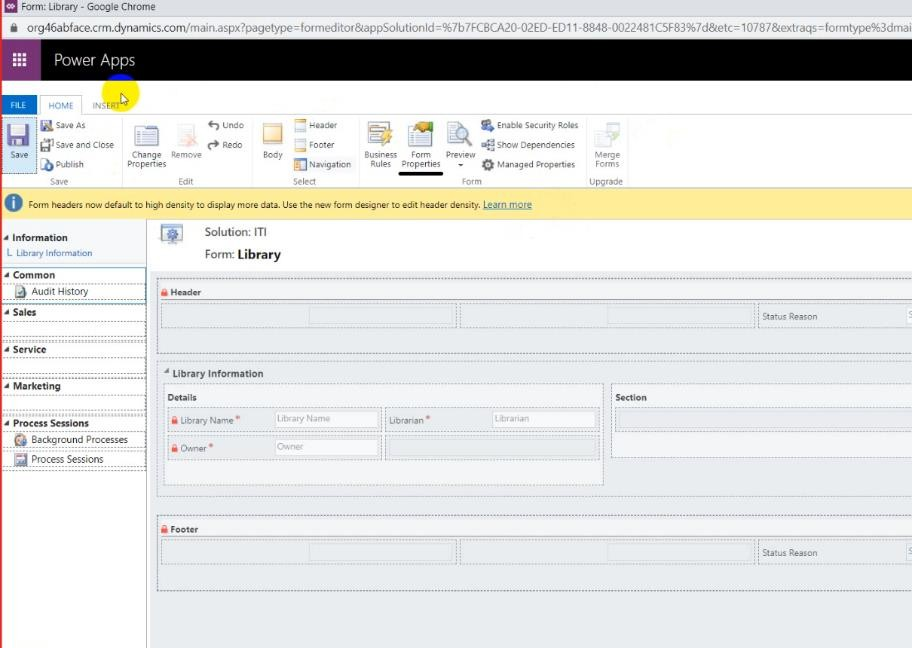 Form: Library - Google Chrome
org46abface.crm.dynamics.com/main.aspx?pagetype=formeditor&appSolutionId=%7b7FCBCA20-02ED-ED11-8848-0022481C5F83%7d&etc=10787&extraqs=formtype%3dmai
Power Apps
FILE HOME INSERT
Save
Save As
Save and Close
Publish
Save
Change Properties
Remove
Undo
Redo
Edit
Body
Header
Footer
Navigation
Select
Business Rules
Form Properties
Preview
Enable Security Roles
Show Dependencies
Managed Properties
Form
Merge Forms
Upgrade
Form headers now default to high density to display more data. Use the new form designer to edit header density. Learn more
Information
Library Information
Common
Audit History
Sales
Service
Marketing
Process Sessions
Background Processes
Process Sessions
Solution: ITI
Form: Library
Header
Status Reason
Library Information
Details
Section
Library Name * Library Name Librarian * Librarian
Owner * Owner
Footer
Status Reason